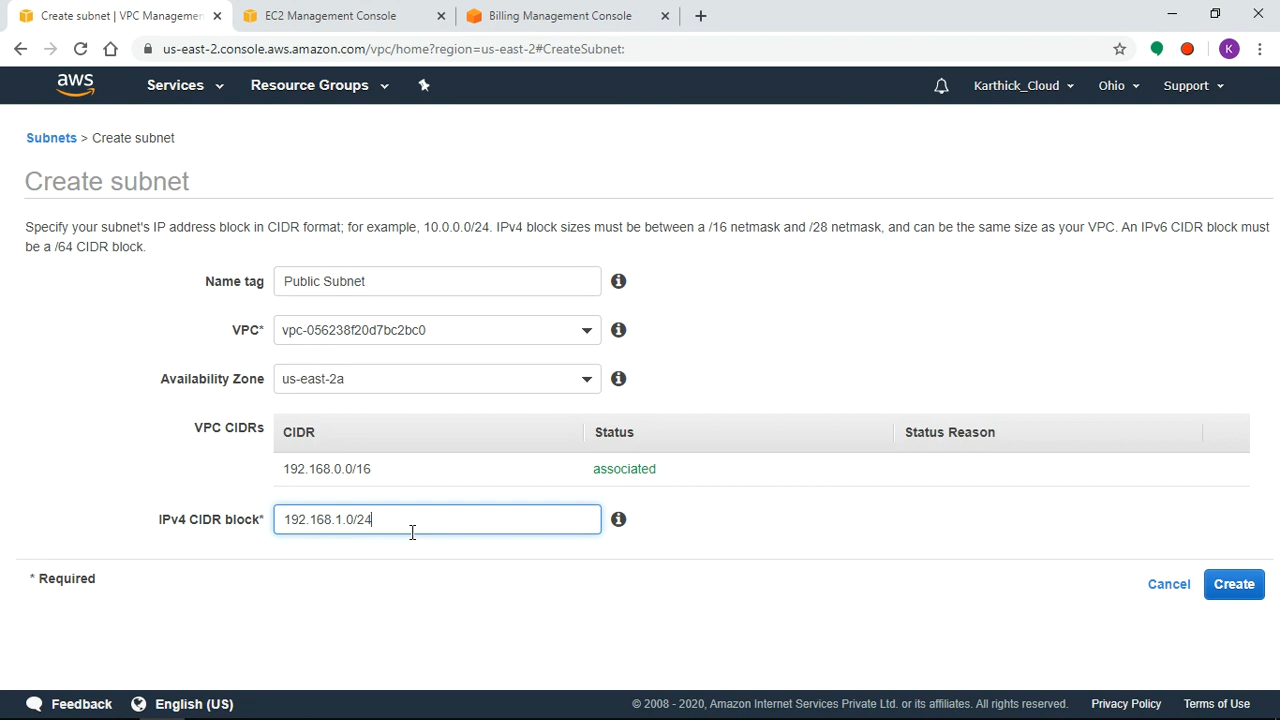 Create subnet | VPC Managemen
EC2 Management Console
Billing Management Console
us-east-2.console.aws.amazon.com/vpc/home?region=us-east-2#CreateSubnet:
K
aws
Services
Resource Groups
Karthick_Cloud
Ohio
Support
Subnets > Create subnet
Create subnet
Specify your subnet's IP address block in CIDR format; for example, 10.0.0.0/24. IPv4 block sizes must be between a /16 netmask and /28 netmask, and can be the same size as your VPC. An IPv6 CIDR block must
be a /64 CIDR block.
Name tag Public Subnet
VPC* vpc-056238f20d7bc2bc0
Availability Zone us-east-2a
VPC CIDRs CIDR Status Status Reason
192.168.0.0/16 associated
IPv4 CIDR block* 192.168.1.0/24
* Required
Cancel Create
Feedback English (US) © 2008 - 2020, Amazon Internet Services Private Ltd. or its affiliates. All rights reserved. Privacy Policy Terms of Use